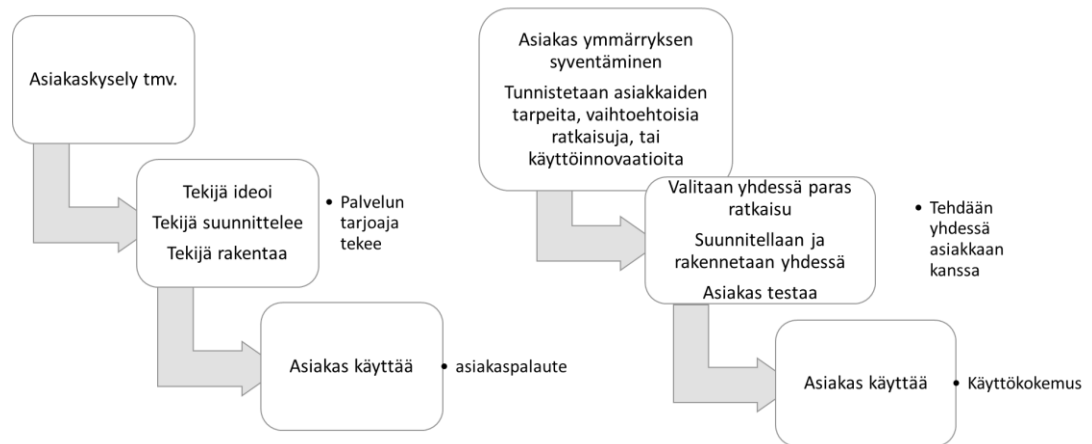 Asiakaskysely tmv.
Tekijä ideoi
Tekijä suunnittelee
Tekijä rakentaa
• Palvelun
tarjoaja
tekee
Asiakas käyttää
• asiakaspalaute
Asiakas ymmärryksen
syventäminen
Tunnistetaan asiakkaiden
tarpeita, vaihtoehtoisia
ratkaisuja, tai
käyttöinnovaatioita
Valitaan yhdessä paras
ratkaisu
Suunnitellaan ja
rakennetaan yhdessä
Asiakas testaa
• Tehdään
yhdessä
asiakkaan
kanssa
Asiakas käyttää
• Käyttökokemus